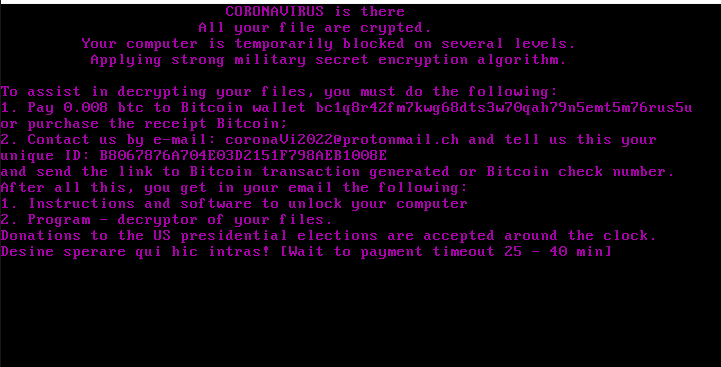 CORONAVIRUS is there
All your file are crypted.
Your computer is temporarily blocked on several levels.
Applying strong military secret encryption algorithm.
To assist in decrypting your files, you must do the following:
1. Pay 0.008 btc to Bitcoin wallet bc1q8r42fm7kwg68dts3w70qah79n5emt5m76rus5u
or purchase the receipt Bitcoin;
2. Contact us by e-mail: coronaVi2022@protonmail.ch and tell us this your
unique ID: B8067876A704E03D2151F798AEB1008E
and send the link to Bitcoin transaction generated or Bitcoin check number.
After all this, you get in your email the following:
1. Instructions and software to unlock your computer
2. Program - decryptor of your files.
Donations to the US presidential elections are accepted around the clock.
Desine sperare qui hic intras! [Wait to payment timeout 25 - 40 min]